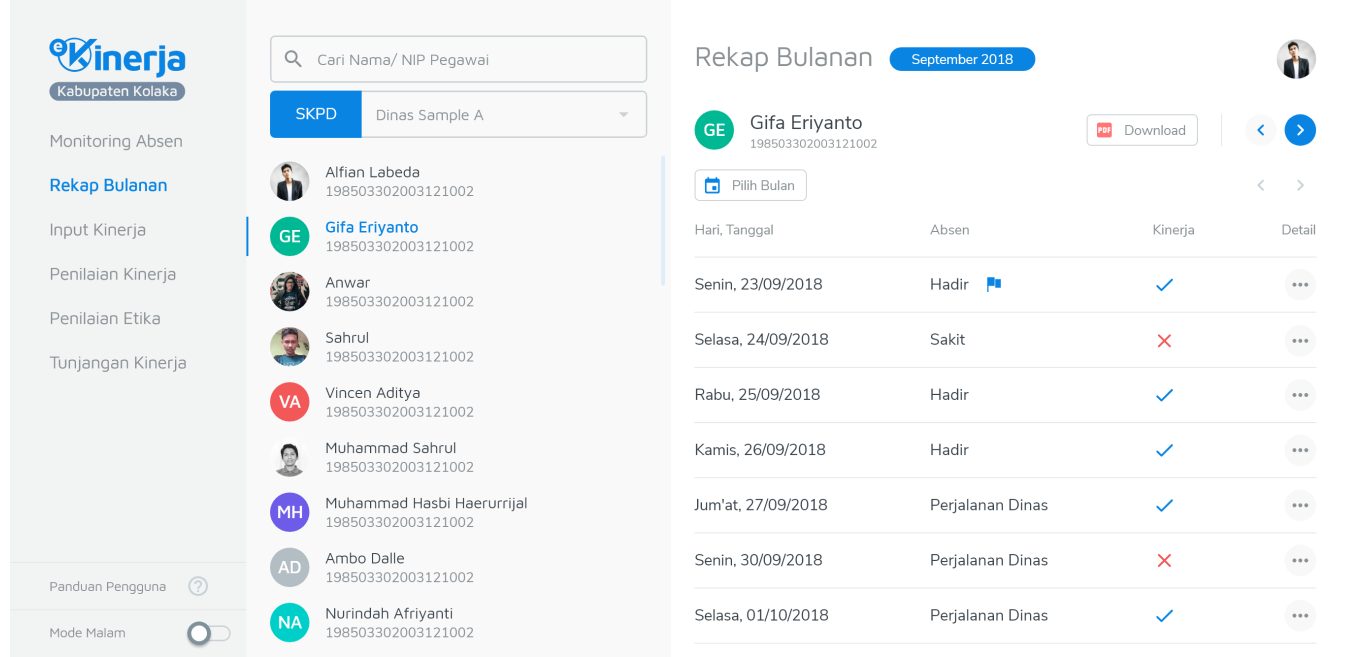 eKinerja
Kabupaten Kolaka
Monitoring Absen
Rekap Bulanan
Input Kinerja
Penilaian Kinerja
Penilaian Etika
Tunjangan Kinerja
Panduan Pengguna ?
Mode Malam
Cari Nama/ NIP Pegawai
SKPD Dinas Sample A
Alfian Labeda
198503302003121002
GE Gifa Eriyanto
198503302003121002
Anwar
198503302003121002
Sahrul
198503302003121002
VA Vincen Aditya
198503302003121002
Muhammad Sahrul
198503302003121002
MH Muhammad Hasbi Haerurrijal
198503302003121002
AD Ambo Dalle
198503302003121002
NA Nurindah Afriyanti
198503302003121002
Rekap Bulanan September 2018
GE Gifa Eriyanto
198503302003121002
PDF Download
Pilih Bulan
Hari, Tanggal Absen Kinerja Detail
Senin, 23/09/2018 Hadir
Selasa, 24/09/2018 Sakit
Rabu, 25/09/2018 Hadir
Kamis, 26/09/2018 Hadir
Jum'at, 27/09/2018 Perjalanan Dinas
Senin, 30/09/2018 Perjalanan Dinas
Selasa, 01/10/2018 Perjalanan Dinas